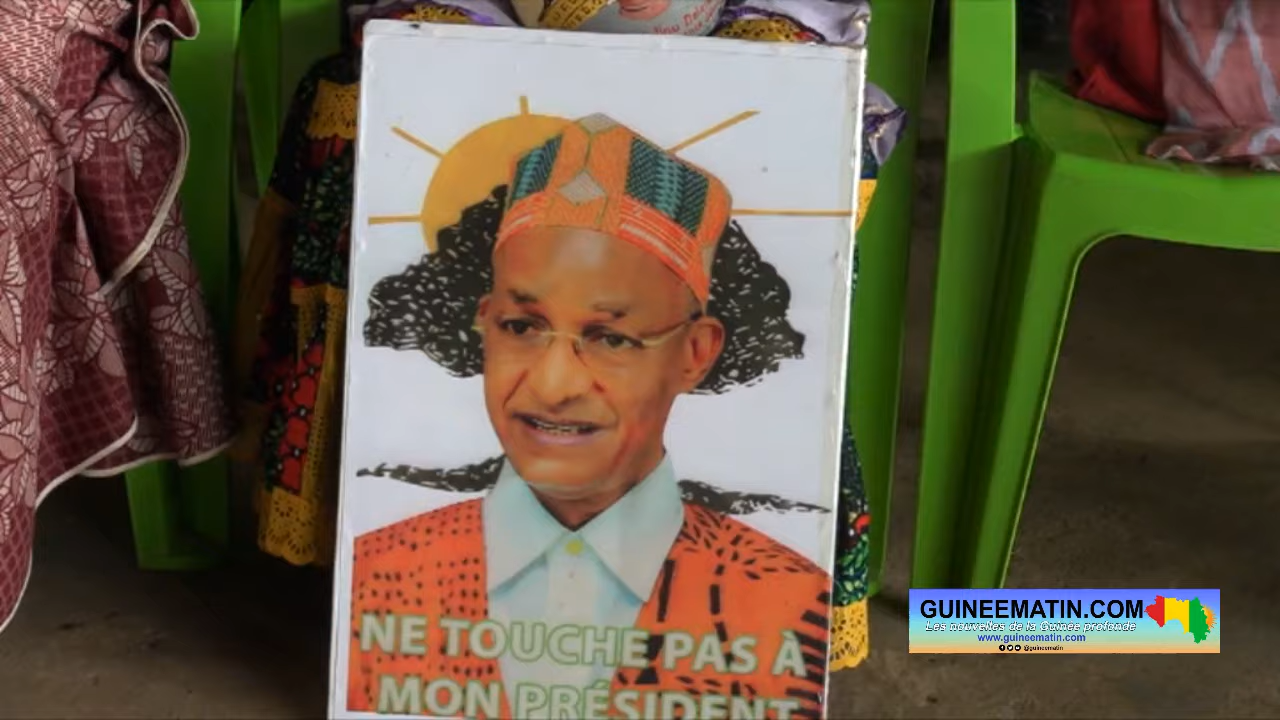 NE TOUCHE PAS À
MON PRÉSIDENT
GUINEEMATIN.COM
Les nouvelles de la Guinée profonde
www.guineematin.com
@guineematin